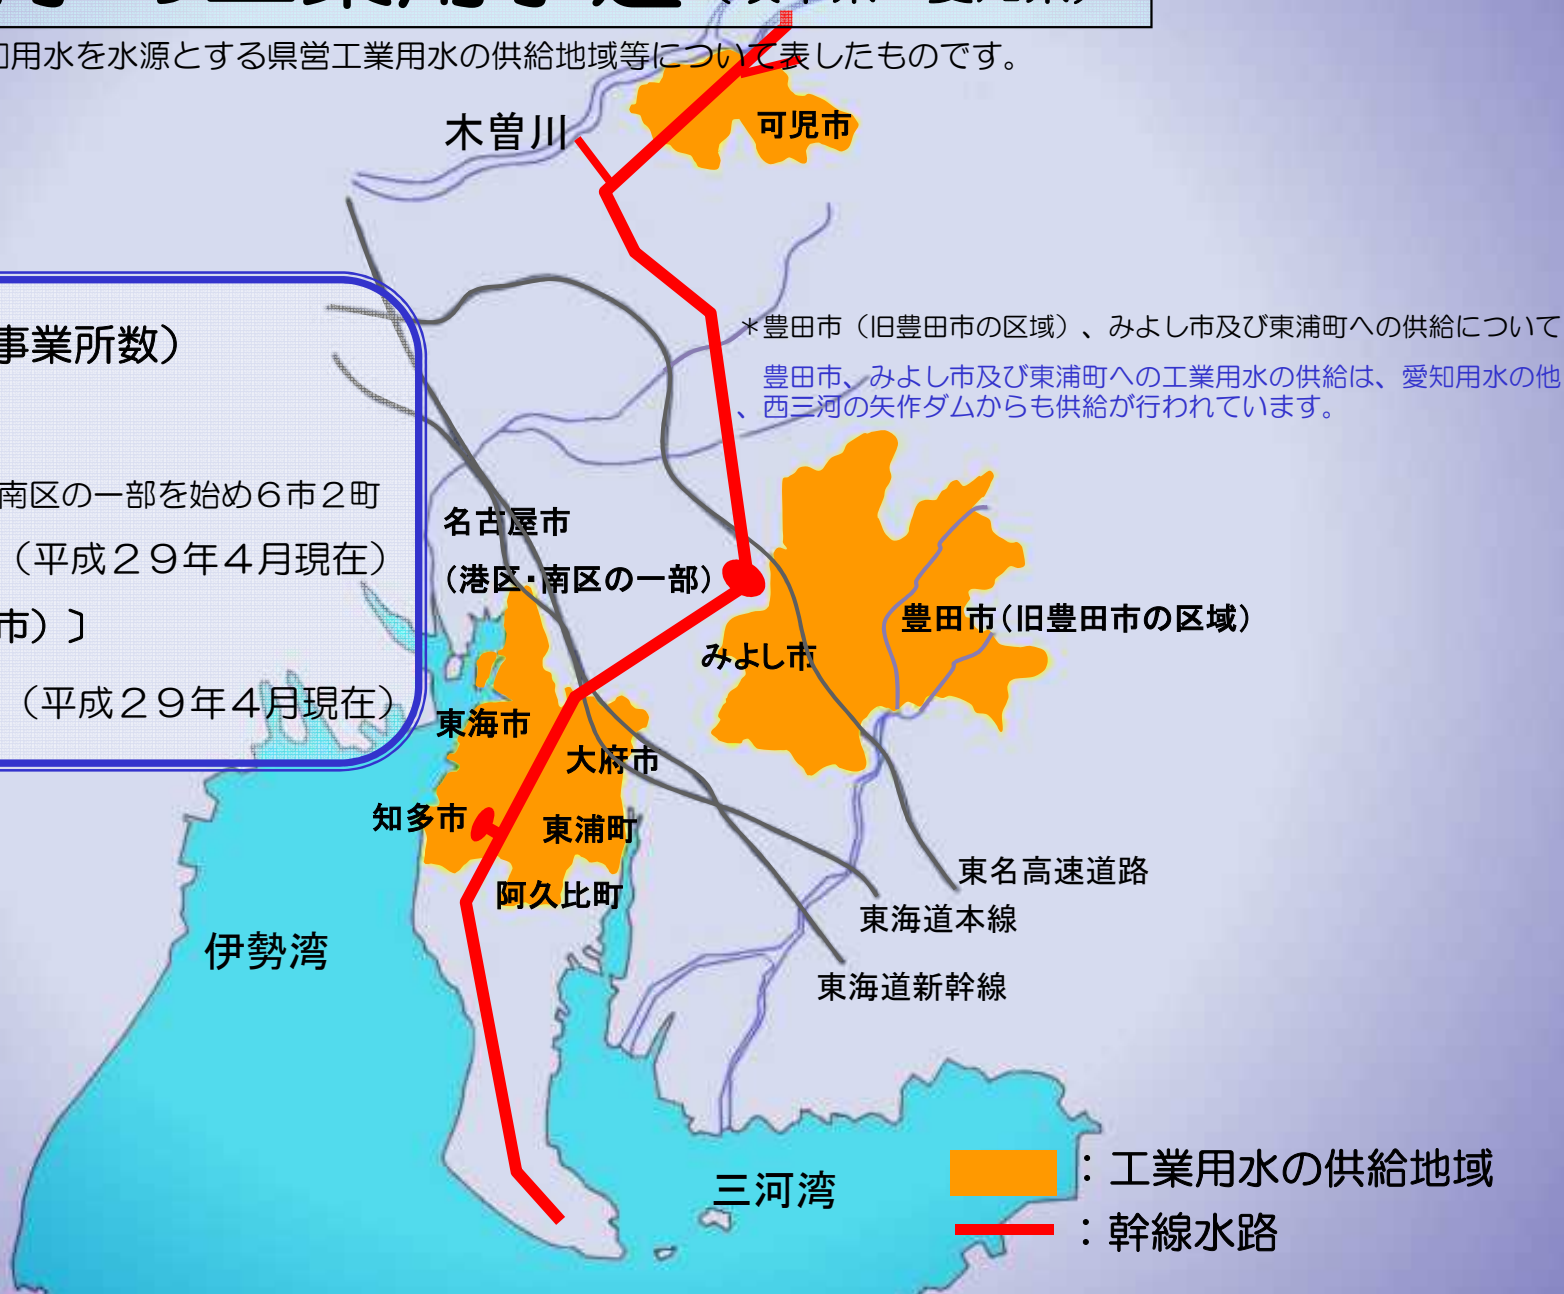 知用水を水源とする県営工業用水の供給地域等について表したものです。
木曽川
可児市
事業所数）
＊豊田市（旧豊田市の区域）、みよし市及び東浦町への供給について
豊田市、みよし市及び東浦町への工業用水の供給は、愛知用水の他
、西三河の矢作ダムからも供給が行われています。
南区の一部を始め６市２町
（平成２９年４月現在）
市）〕
（平成２９年４月現在）
名古屋市
（港区・南区の一部）
豊田市（旧豊田市の区域）
みよし市
東海市
大府市
知多市
東浦町
阿久比町
東名高速道路
東海道本線
東海道新幹線
伊勢湾
三河湾
：工業用水の供給地域
：幹線水路